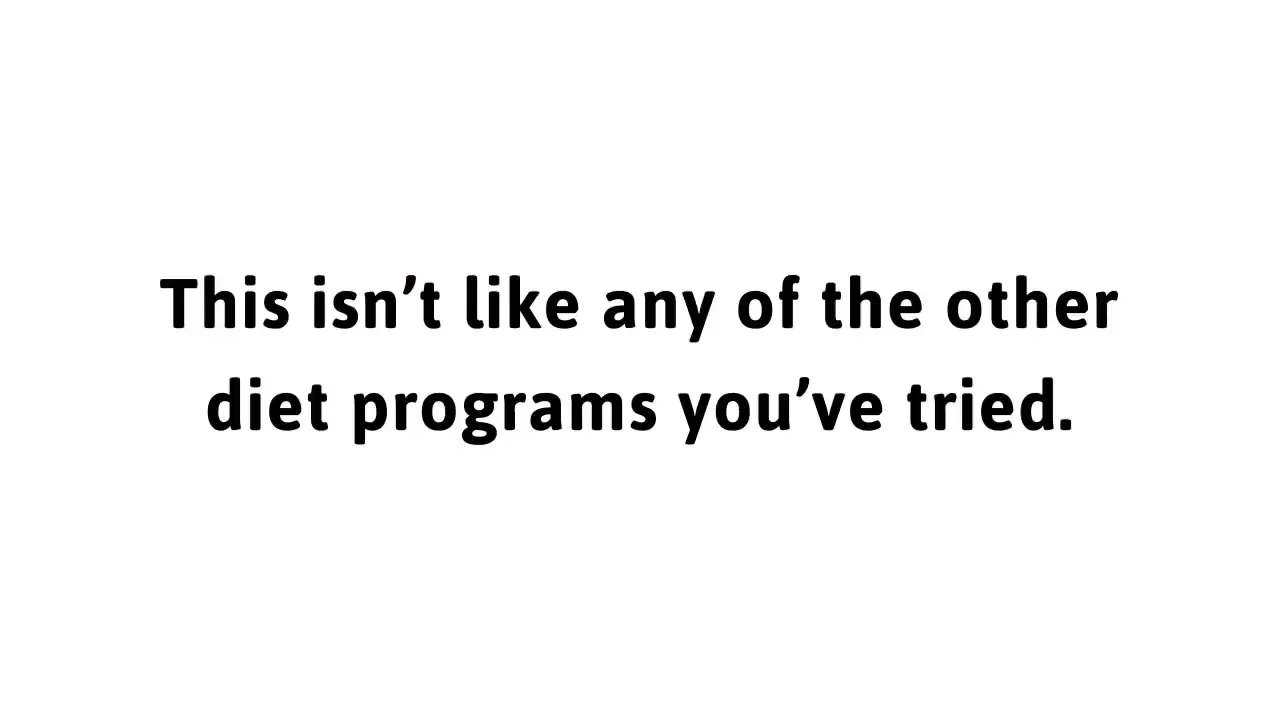 This isn’t like any of the other
diet programs you’ve tried.